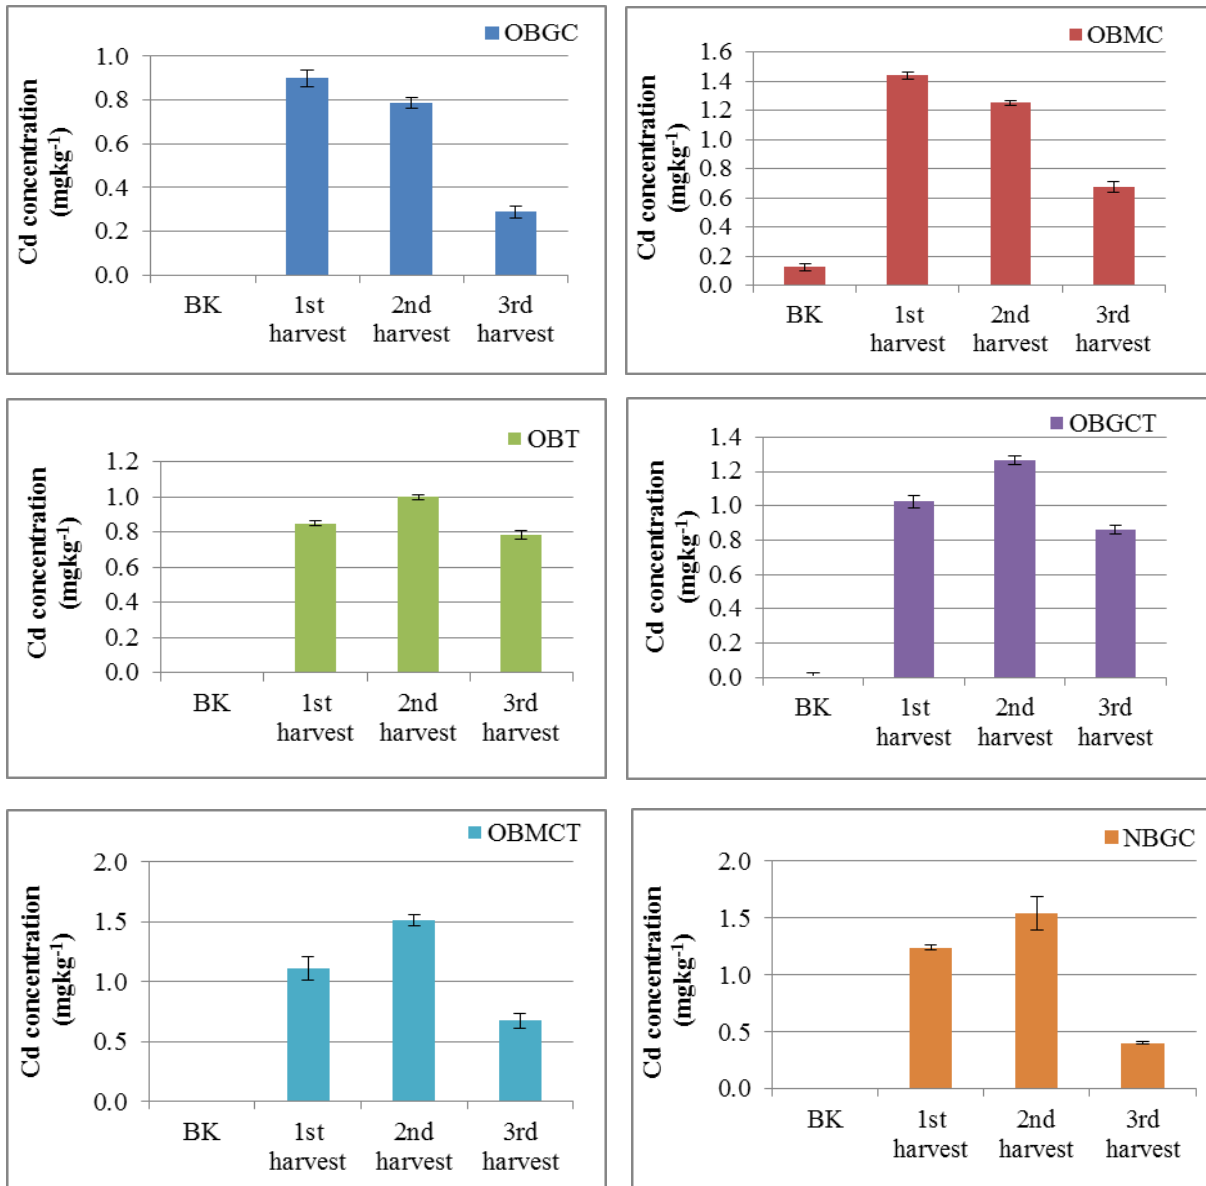 OBGC
Cd concentration
(mgkg-1)
1.0
0.8
0.6
0.4
0.2
0.0
BK
1st
harvest
2nd
harvest
3rd
harvest
OBMC
Cd concentration
(mgkg-1)
1.6
1.4
1.2
1.0
0.8
0.6
0.4
0.2
0.0
BK
1st
harvest
2nd
harvest
3rd
harvest
OBT
Cd concentration
(mgkg-1)
1.2
1.0
0.8
0.6
0.4
0.2
0.0
BK
1st
harvest
2nd
harvest
3rd
harvest
OBGCT
Cd concentration
(mgkg-1)
1.4
1.2
1.0
0.8
0.6
0.4
0.2
0.0
BK
1st
harvest
2nd
harvest
3rd
harvest
OBMCT
Cd concentration
(mgkg-1)
2.0
1.5
1.0
0.5
0.0
BK
1st
harvest
2nd
harvest
3rd
harvest
NBGC
Cd concentration
(mgkg-1)
2.0
1.5
1.0
0.5
0.0
BK
1st
harvest
2nd
harvest
3rd
harvest